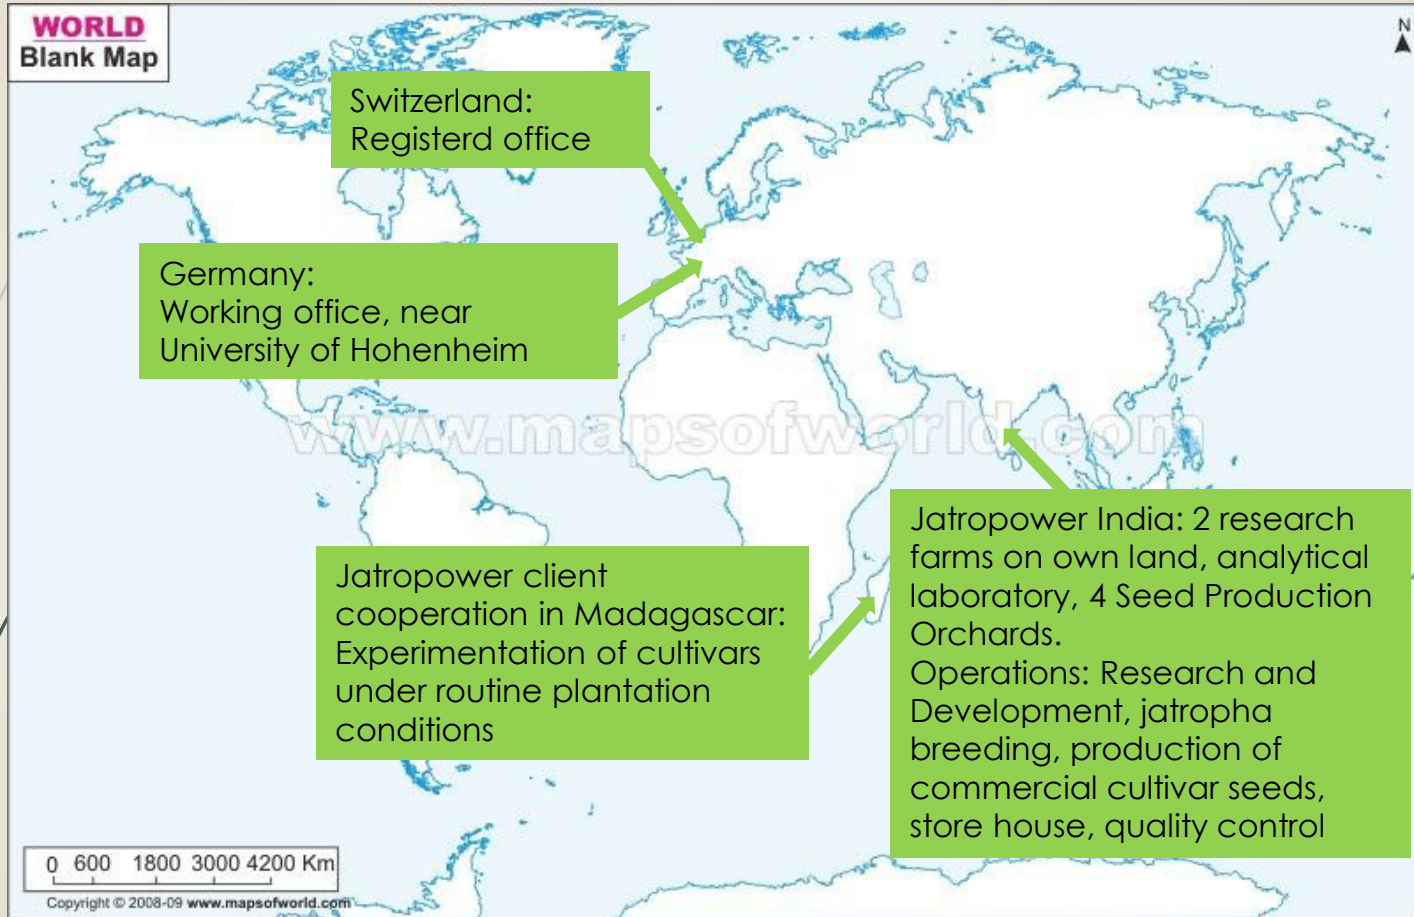 WORLD
Blank Map
N
Switzerland:
Registerd office
Germany:
Working office, near
University of Hohenheim
www.mapsofworld.com
Jatropower client
cooperation in Madagascar:
Experimentation of cultivars
under routine plantation
conditions
Jatropower India: 2 research
farms on own land, analytical
laboratory, 4 Seed Production
Orchards.
Operations: Research and
Development, jatropha
breeding, production of
commercial cultivar seeds,
store house, quality control
0 600 1800 3000 4200 Km
Copyright © 2008-09 www.mapsofworld.com